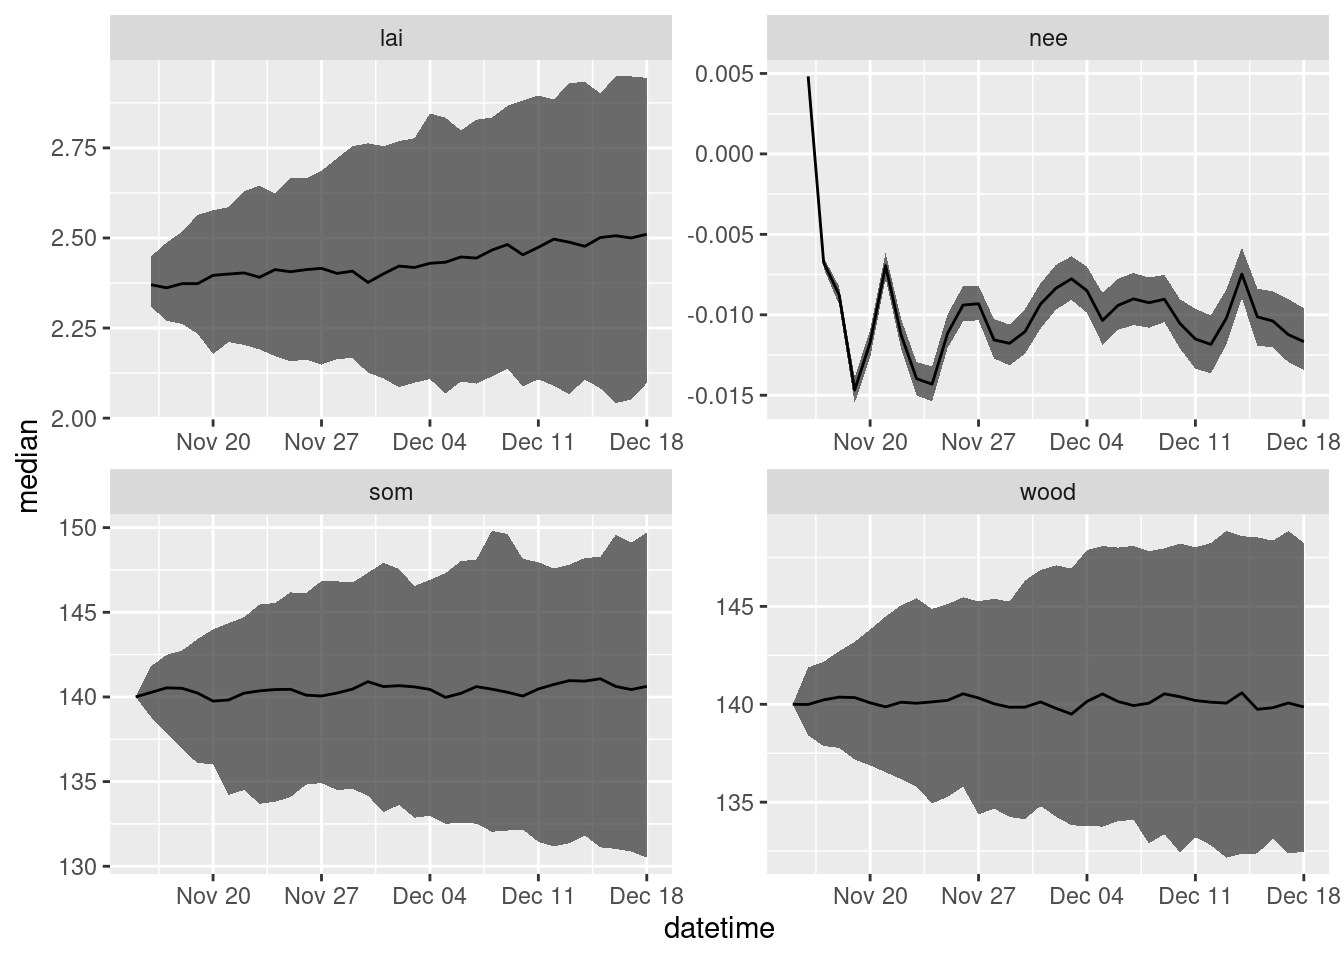 lai
nee
2.75
2.50
2.25
2.00
0.005
0.000
-0.005
-0.010
-0.015
Nov 20 Nov 27 Dec 04 Dec 11 Dec 18
Nov 20 Nov 27 Dec 04 Dec 11 Dec 18
median
som
wood
150
145
140
135
130
145
140
135
Nov 20 Nov 27 Dec 04 Dec 11 Dec 18
Nov 20 Nov 27 Dec 04 Dec 11 Dec 18
datetime